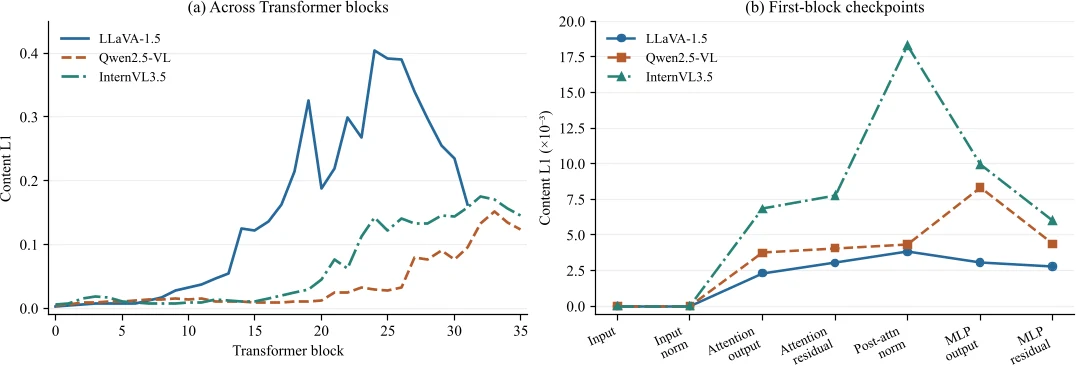 (a) Across Transformer blocks
Content L1
0.4
0.3
0.2
0.1
0.0
LLaVA-1.5
Qwen2.5-VL
InternVL3.5
0 5 10 15 20 25 30 35
Transformer block
(b) First-block checkpoints
Content L1 (×10⁻³)
20.0
17.5
15.0
12.5
10.0
7.5
5.0
2.5
0.0
LLaVA-1.5
Qwen2.5-VL
InternVL3.5
Input
Input
norm
Attention
output
Attention
residual
Post-attn
norm
MLP
output
MLP
residual